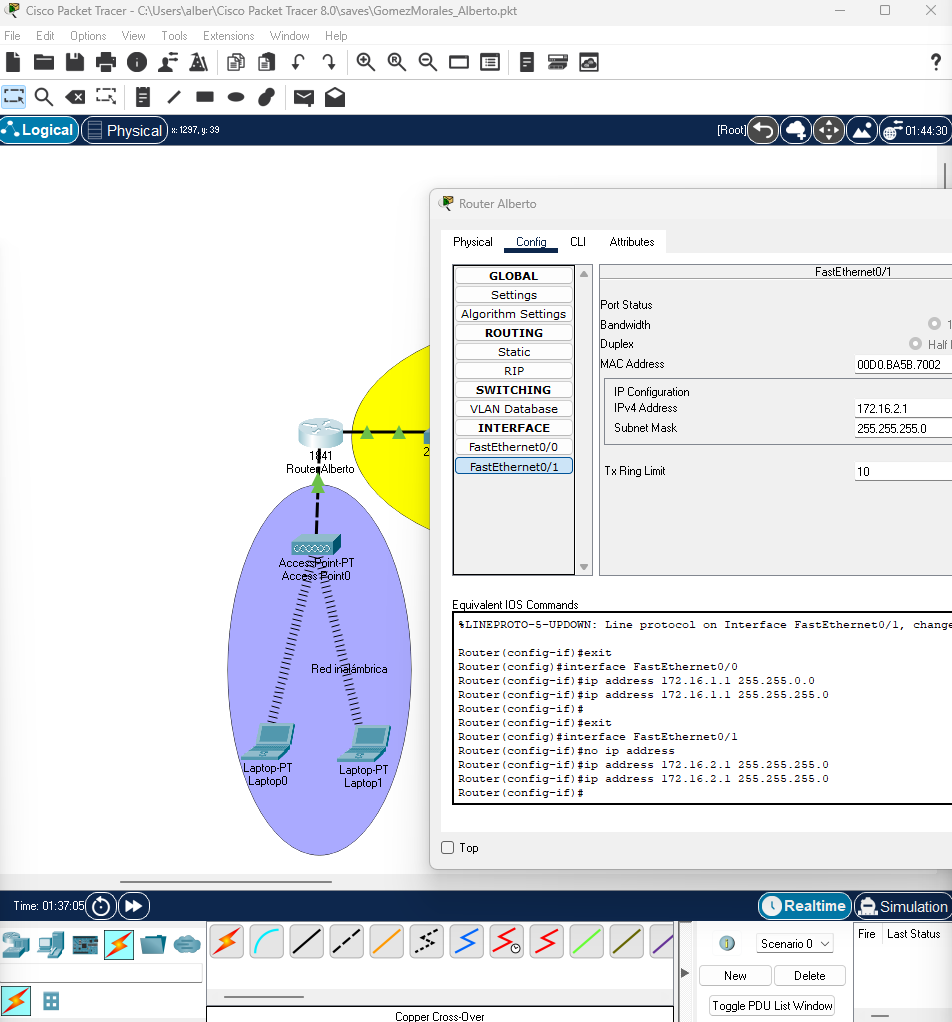 Cisco Packet Tracer - C:\Users\alber\Cisco Packet Tracer 8.0\saves\GomezMorales_Alberto.pkt
File Edit Options View Tools Extensions Window Help
?
Logical Physical x: 1297, y: 39 [Root] 01:44:30
Router Alberto
Physical Config CLI Attributes
GLOBAL
Settings
Algorithm Settings
ROUTING
Static
RIP
SWITCHING
VLAN Database
INTERFACE
FastEthernet0/0
FastEthernet0/1
FastEthernet0/1
Port Status
Bandwidth 1
Duplex Half
MAC Address 00D0.BA5B.7002
IP Configuration
IPv4 Address 172.16.2.1
Subnet Mask 255.255.255.0
Tx Ring Limit 10
Equivalent IOS Commands
%LINEPROTO-5-UPDOWN: Line protocol on Interface FastEthernet0/1, change
Router(config-if)#exit
Router(config)#interface FastEthernet0/0
Router(config-if)#ip address 172.16.1.1 255.255.0.0
Router(config-if)#ip address 172.16.1.1 255.255.255.0
Router(config-if)#
Router(config-if)#exit
Router(config)#interface FastEthernet0/1
Router(config-if)#no ip address
Router(config-if)#ip address 172.16.2.1 255.255.255.0
Router(config-if)#ip address 172.16.2.1 255.255.255.0
Router(config-if)#
Top
1841
Router Alberto
2
AccessPoint-PT
Access Point0
Red inalámbrica
Laptop-PT
Laptop0
Laptop-PT
Laptop1
Time: 01:37:05 Realtime Simulation
Scenario 0
New Delete
Toggle PDU List Window
Fire Last Status
Copper Cross-Over